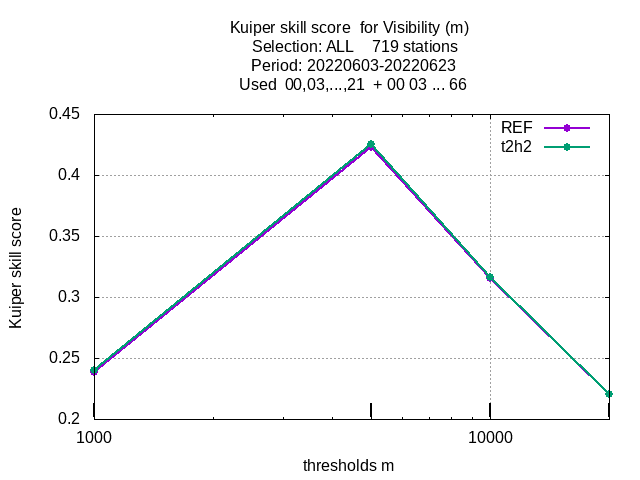 Kuiper skill score  for Visibility (m)
Selection: ALL    719 stations
Period: 20220603-20220623
Used  00,03,...,21  + 00 03 ... 66
REF
t2h2
0.45
0.4
0.35
0.3
0.25
0.2
Kuiper skill score
1000
10000
thresholds m